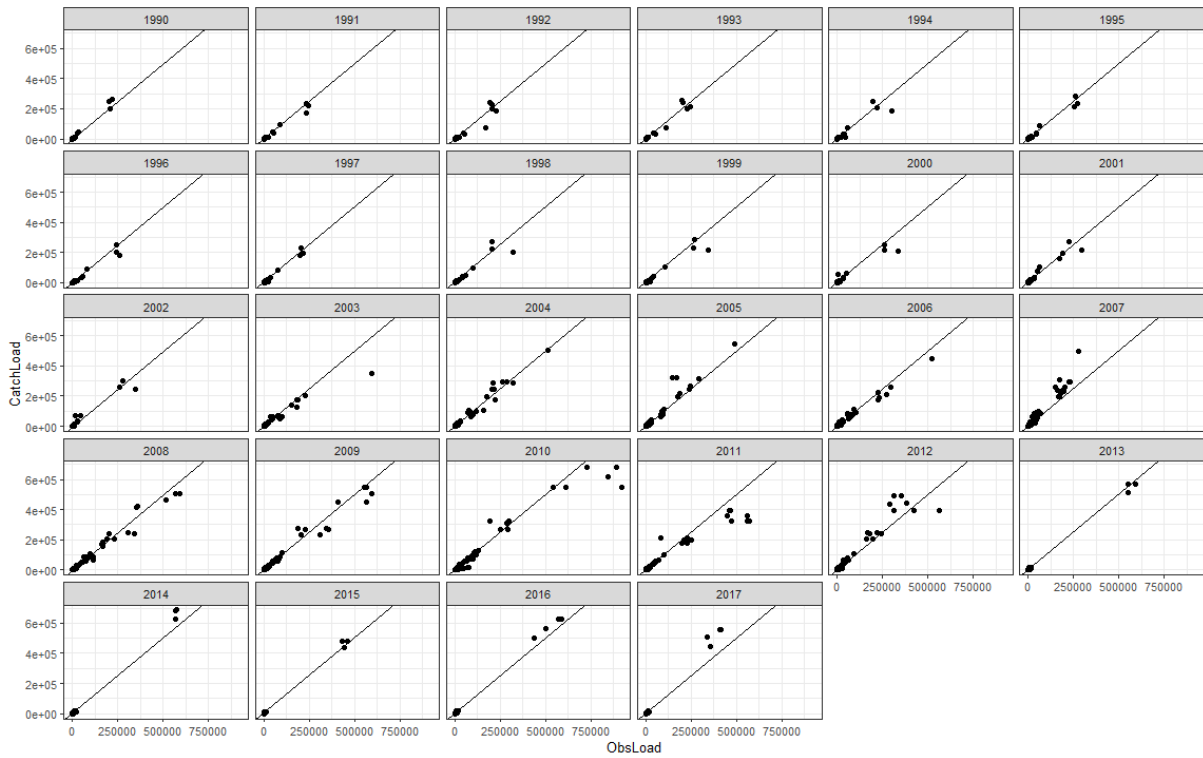 1990 1991 1992 1993 1994 1995
6e+05
4e+05
2e+05
0e+00
1996 1997 1998 1999 2000 2001
6e+05
4e+05
2e+05
0e+00
2002 2003 2004 2005 2006 2007
6e+05
4e+05
2e+05
0e+00
CatchLoad
2008 2009 2010 2011 2012 2013
6e+05
4e+05
2e+05
0e+00
0 250000 500000 750000 0 250000 500000 750000
2014 2015 2016 2017
6e+05
4e+05
2e+05
0e+00
0 250000 500000 750000 0 250000 500000 750000 0 250000 500000 750000 0 250000 500000 750000
ObsLoad